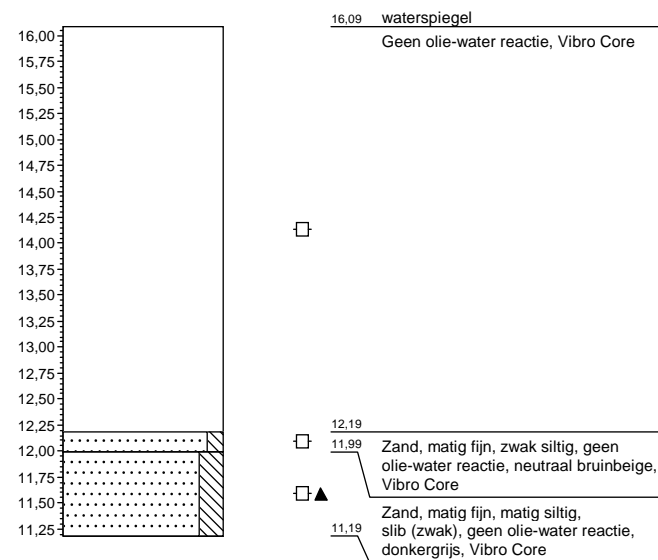 16,00
15,75
15,50
15,25
15,00
14,75
14,50
14,25
14,00
13,75
13,50
13,25
13,00
12,75
12,50
12,25
12,00
11,75
11,50
11,25
16,09 waterspiegel
Geen olie-water reactie, Vibro Core
12,19
11,99 Zand, matig fijn, zwak siltig, geen
olie-water reactie, neutraal bruinbeige,
Vibro Core
Zand, matig fijn, matig siltig,
11,19 slib (zwak), geen olie-water reactie,
donkergrijs, Vibro Core